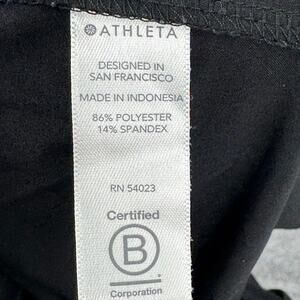 ATHLETA
DESIGNED IN
SAN FRANCISCO
MADE IN INDONESIA
86% POLYESTER
14% SPANDEX
RN 54023
Certified
B
Corporation